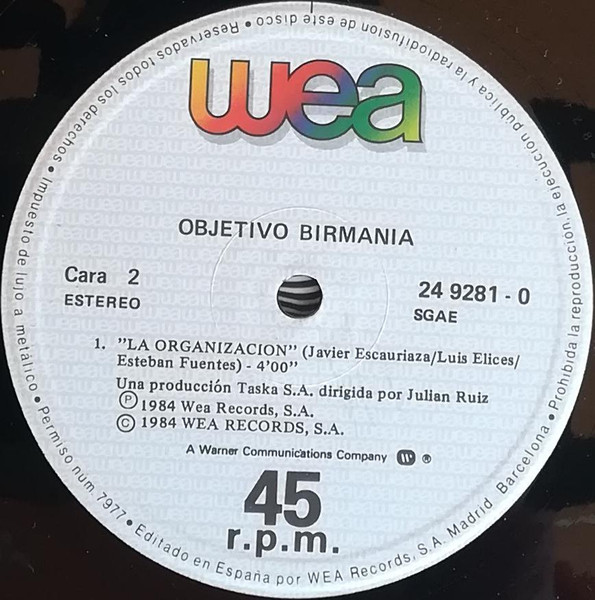 wea
OBJETIVO BIRMANIA
Cara 2
ESTEREO
24 9281 - 0
SGAE
1. "LA ORGANIZACION" (Javier Escauriaza/Luis Elices/
Esteban Fuentes) - 4'00"
Una producción Taska S.A. dirigida por Julian Ruiz
Ⓟ 1984 Wea Records, S.A.
© 1984 WEA RECORDS, S.A.
A Warner Communications Company ®
45
r.p.m.
Editado en España por WEA Records, S.A. Madrid Barcelona • Prohibida la reproducción, la ejecución pública y la radiodifusión de este disco • Reservados todos los derechos • Impuesto de lujo a metálico • Permiso num. 7977 •